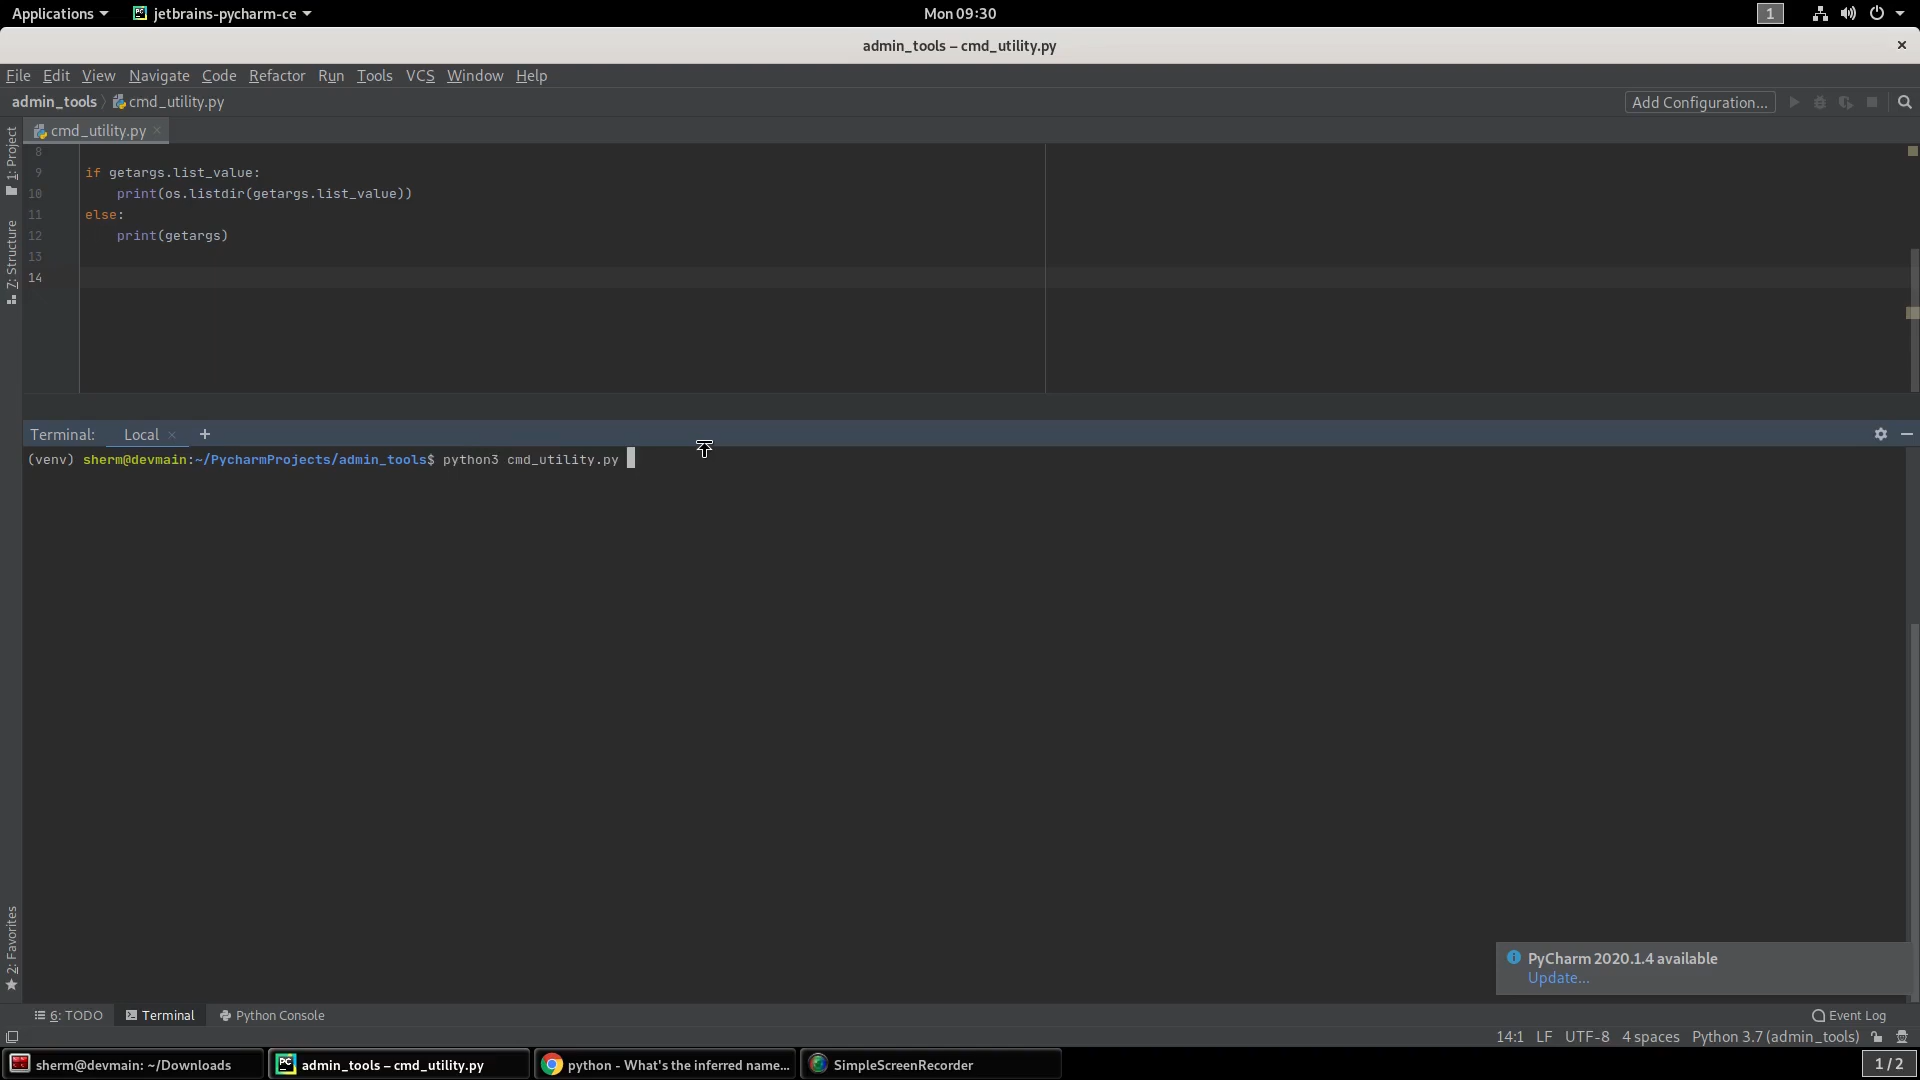 Applications
jetbrains-pycharm-ce
Mon 09:30
1
admin_tools – cmd_utility.py
File Edit View Navigate Code Refactor Run Tools VCS Window Help
admin_tools cmd_utility.py
Add Configuration...
1: Project
cmd_utility.py
8
9 if getargs.list_value:
10 print(os.listdir(getargs.list_value))
11 else:
12 print(getargs)
13
14
7: Structure
Terminal: Local +
(venv) sherm@devmain:~/PycharmProjects/admin_tools$ python3 cmd_utility.py
2: Favorites
PyCharm 2020.1.4 available
Update...
6: TODO Terminal Python Console
Event Log
14:1 LF UTF-8 4 spaces Python 3.7 (admin_tools)
sherm@devmain: ~/Downloads
admin_tools – cmd_utility.py
python - What's the inferred name...
SimpleScreenRecorder
1 / 2